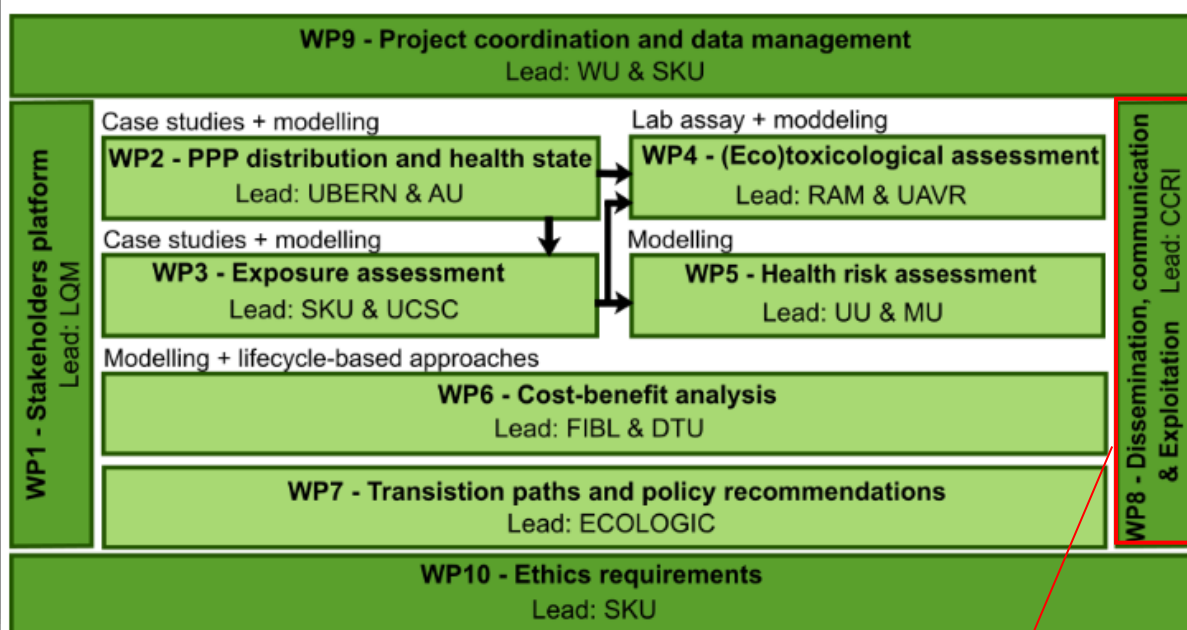 WP9 - Project coordination and data management
Lead: WU & SKU
WP1 - Stakeholders platform
Lead: LQM
Case studies + modelling
WP2 - PPP distribution and health state
Lead: UBERN & AU
Lab assay + moddeling
WP4 - (Eco)toxicological assessment
Lead: RAM & UAVR
Case studies + modelling
WP3 - Exposure assessment
Lead: SKU & UCSC
Modelling
WP5 - Health risk assessment
Lead: UU & MU
Modelling + lifecycle-based approaches
WP6 - Cost-benefit analysis
Lead: FIBL & DTU
WP7 - Transistion paths and policy recommendations
Lead: ECOLOGIC
WP8 - Dissemination, communication
& Exploitation Lead: CCRI
WP10 - Ethics requirements
Lead: SKU